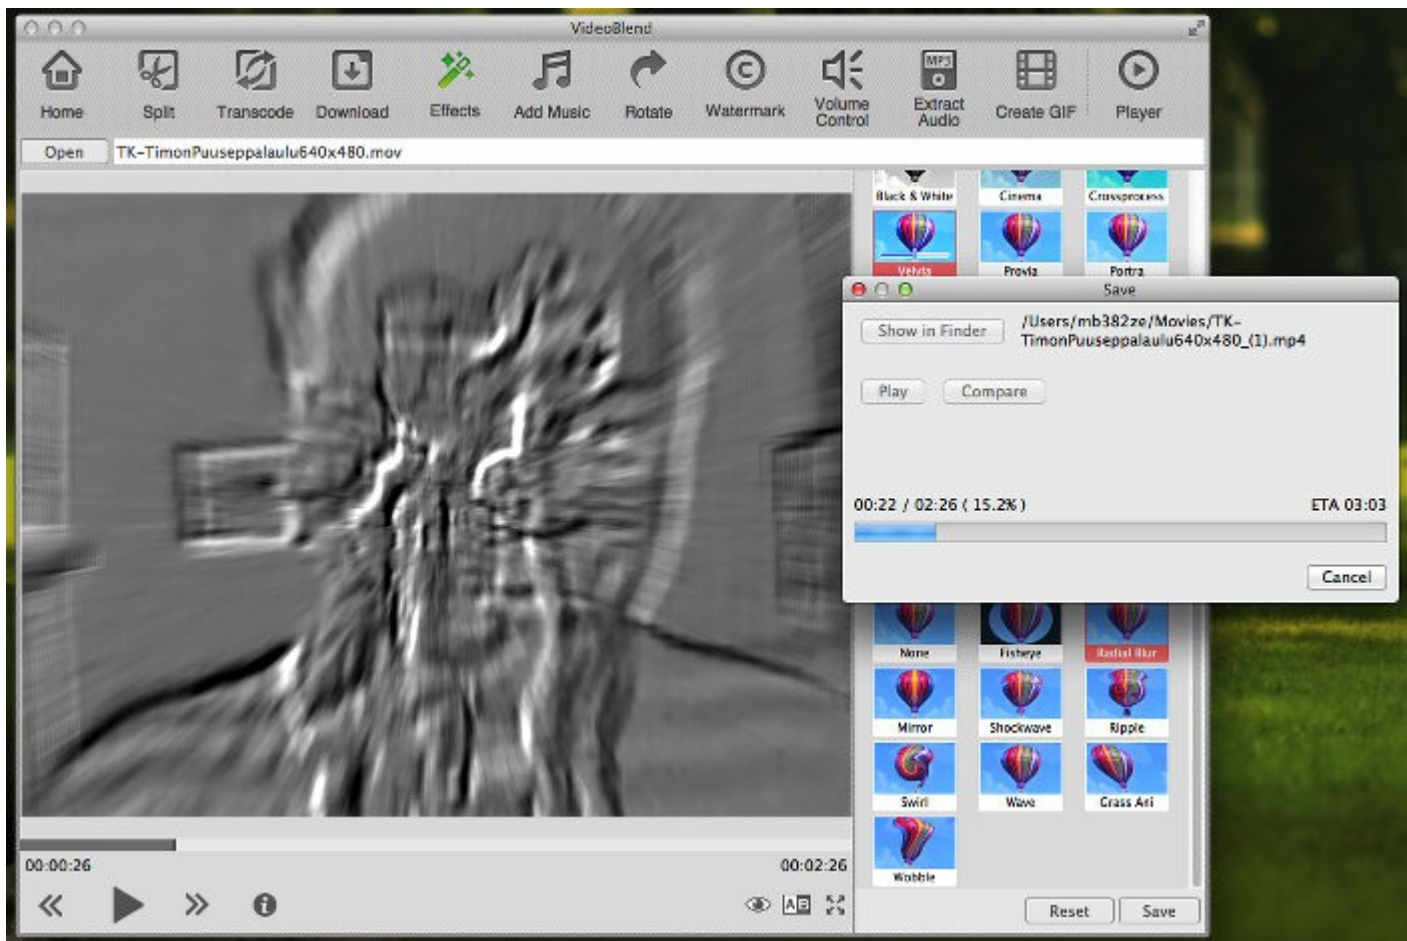 VideoBlend
Home
Split
Transcode
Download
Effects
Add Music
Rotate
Watermark
Volume
Control
MP3
Extract
Audio
Create GIF
Player
Open
TK-TimonPuuseppalaulu640x480.mov
Black & White
Cinema
Crossprocess
Velvia
Provia
Portra
Save
Show in Finder
/Users/mb382ze/Movies/TK-
TimonPuuseppalaulu640x480_(1).mp4
Play
Compare
00:22 / 02:26 ( 15.2% )
ETA 03:03
Cancel
None
Fisheye
Radial Blur
Mirror
Shockwave
Ripple
Swirl
Wave
Grass Ani
Wobble
00:00:26
00:02:26
AB
Reset
Save